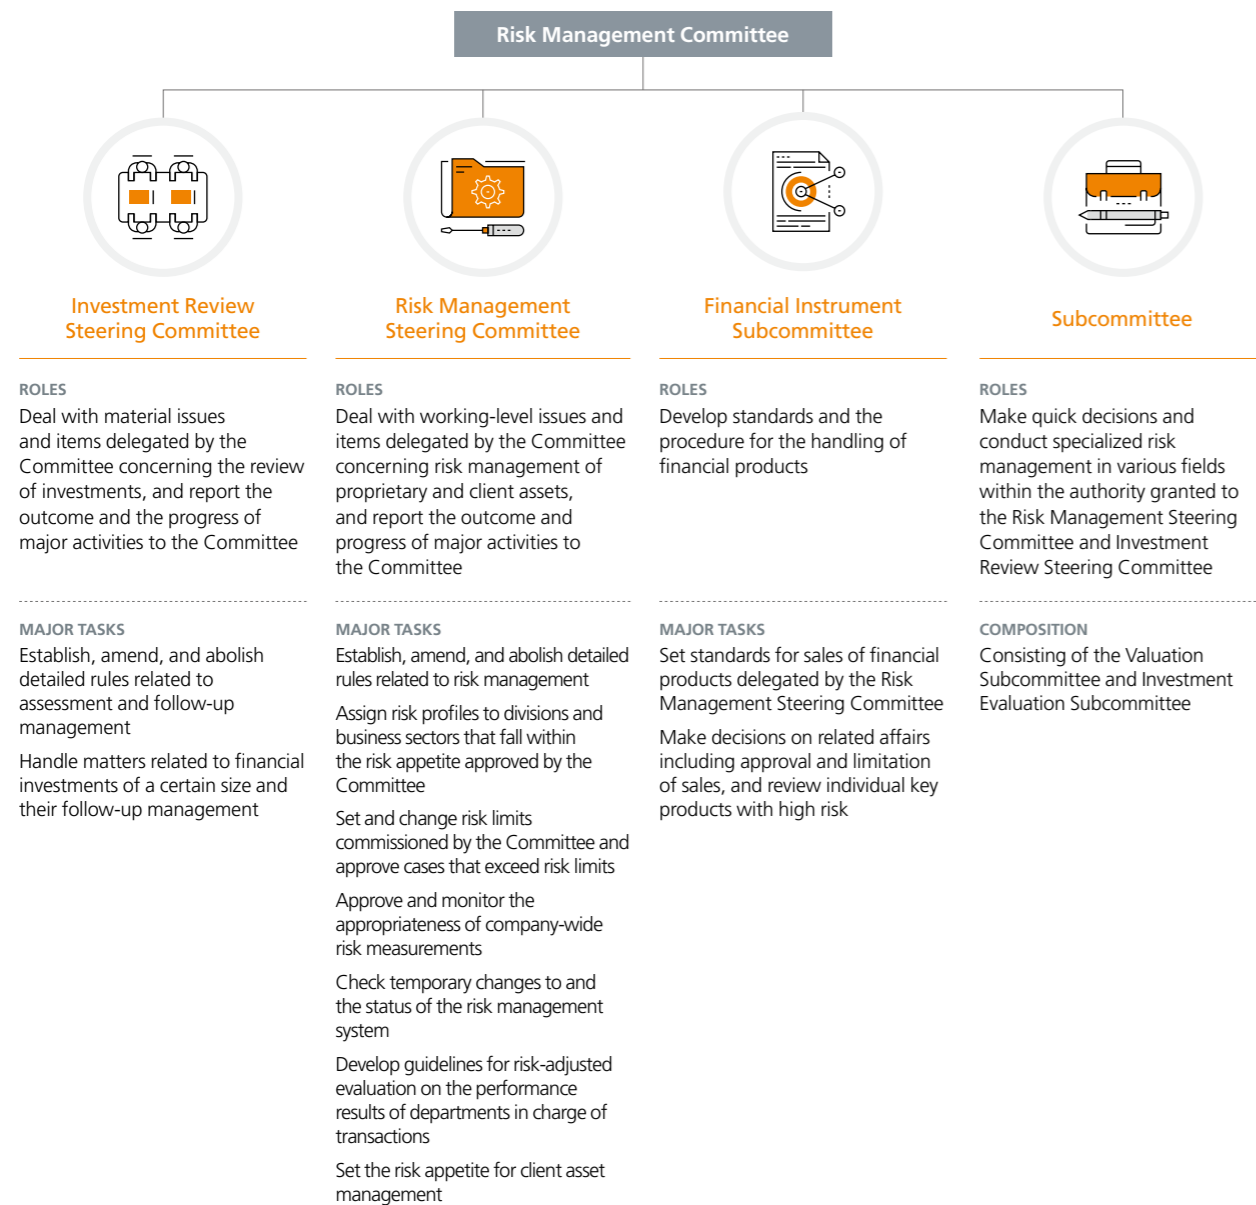 Risk Management Committee
Investment Review
Steering Committee
ROLES
Deal with material issues
and items delegated by the
Committee concerning the review
of investments, and report the
outcome and the progress of
major activities to the Committee
MAJOR TASKS
Establish, amend, and abolish
detailed rules related to
assessment and follow-up
management
Handle matters related to financial
investments of a certain size and
their follow-up management
Risk Management
Steering Committee
ROLES
Deal with working-level issues and
items delegated by the Committee
concerning risk management of
proprietary and client assets,
and report the outcome and
progress of major activities to
the Committee
MAJOR TASKS
Establish, amend, and abolish detailed
rules related to risk management
Assign risk profiles to divisions and
business sectors that fall within
the risk appetite approved by the
Committee
Set and change risk limits
commissioned by the Committee and
approve cases that exceed risk limits
Approve and monitor the
appropriateness of company-wide
risk measurements
Check temporary changes to and
the status of the risk management
system
Develop guidelines for risk-adjusted
evaluation on the performance
results of departments in charge of
transactions
Set the risk appetite for client asset
management
Financial Instrument
Subcommittee
ROLES
Develop standards and the
procedure for the handling of
financial products
MAJOR TASKS
Set standards for sales of financial
products delegated by the Risk
Management Steering Committee
Make decisions on related affairs
including approval and limitation
of sales, and review individual key
products with high risk
Subcommittee
ROLES
Make quick decisions and
conduct specialized risk
management in various fields
within the authority granted to
the Risk Management Steering
Committee and Investment
Review Steering Committee
COMPOSITION
Consisting of the Valuation
Subcommittee and Investment
Evaluation Subcommittee